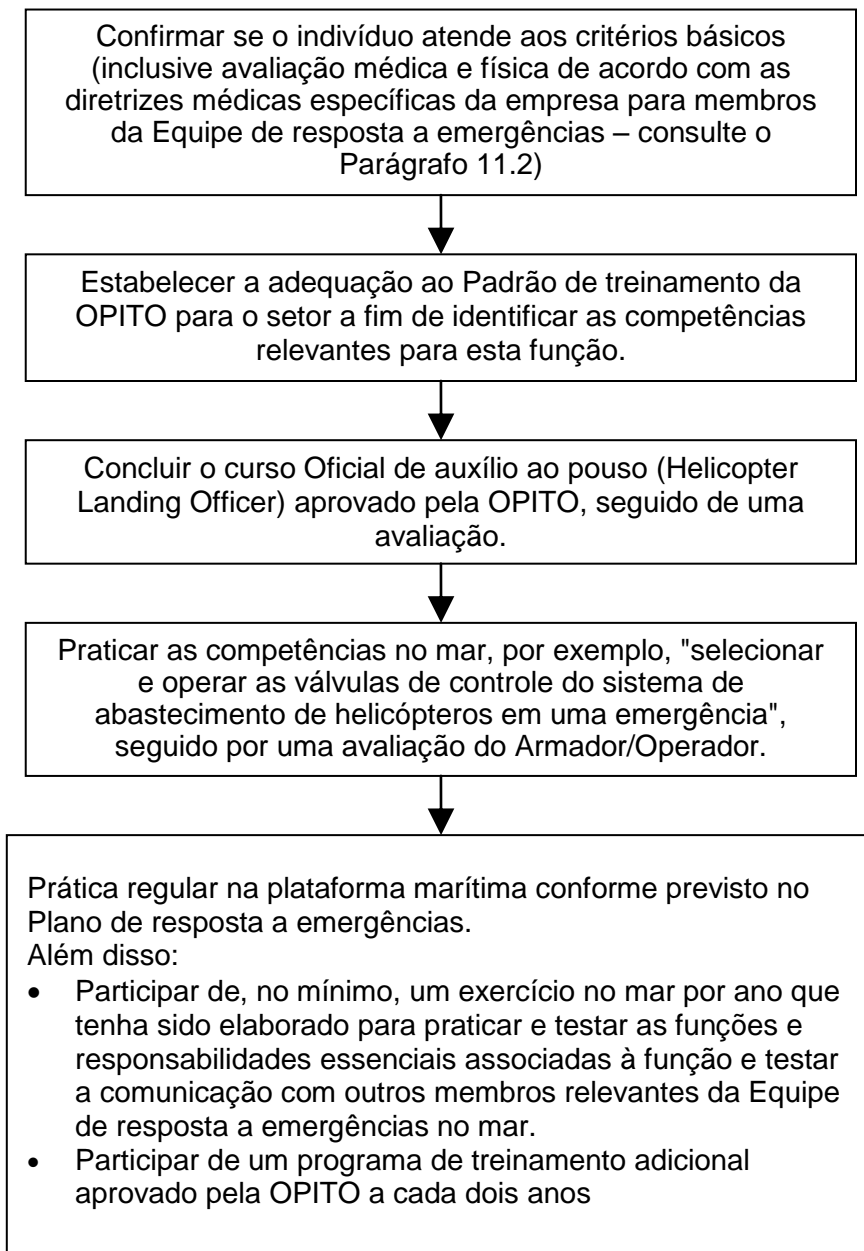 Confirmar se o indivíduo atende aos critérios básicos
(inclusive avaliação médica e física de acordo com as
diretrizes médicas específicas da empresa para membros
da Equipe de resposta a emergências – consulte o
Parágrafo 11.2)
Estabelecer a adequação ao Padrão de treinamento da
OPITO para o setor a fim de identificar as competências
relevantes para esta função.
Concluir o curso Oficial de auxílio ao pouso (Helicopter
Landing Officer) aprovado pela OPITO, seguido de uma
avaliação.
Praticar as competências no mar, por exemplo, "selecionar
e operar as válvulas de controle do sistema de
abastecimento de helicópteros em uma emergência",
seguido por uma avaliação do Armador/Operador.
Prática regular na plataforma marítima conforme previsto no
Plano de resposta a emergências.
Além disso:
• Participar de, no mínimo, um exercício no mar por ano que
tenha sido elaborado para praticar e testar as funções e
responsabilidades essenciais associadas à função e testar
a comunicação com outros membros relevantes da Equipe
de resposta a emergências no mar.
• Participar de um programa de treinamento adicional
aprovado pela OPITO a cada dois anos